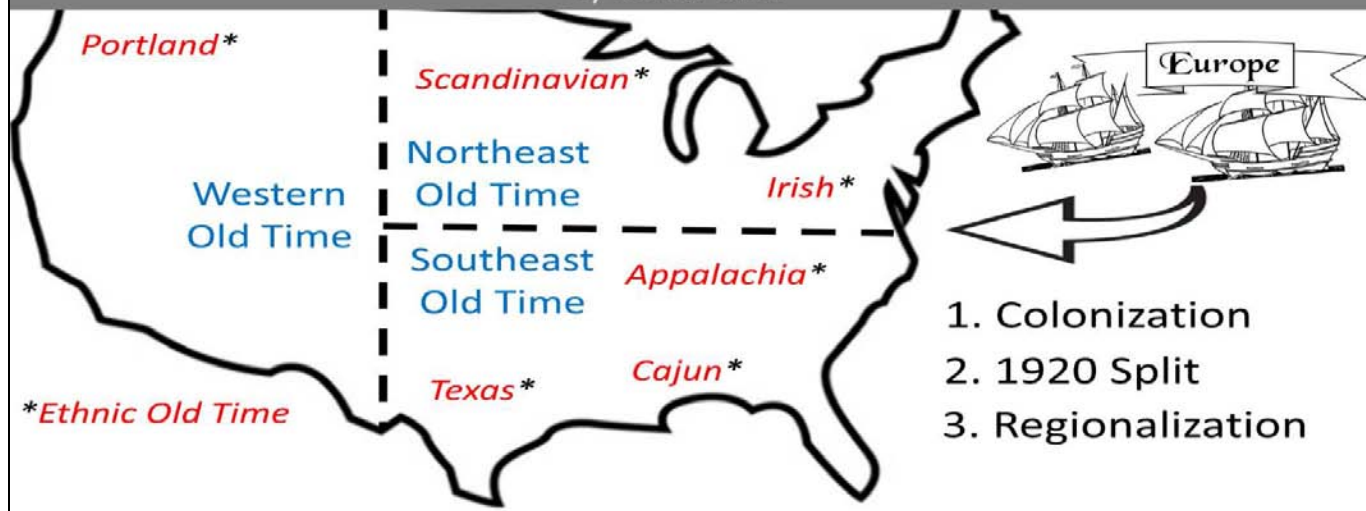 Portland*
Scandinavian*
Europe
Northeast
Old Time
Western
Old Time
Irish*
Southeast
Old Time
Appalachia*
1. Colonization
2. 1920 Split
3. Regionalization
Texas*
Cajun*
*Ethnic Old Time